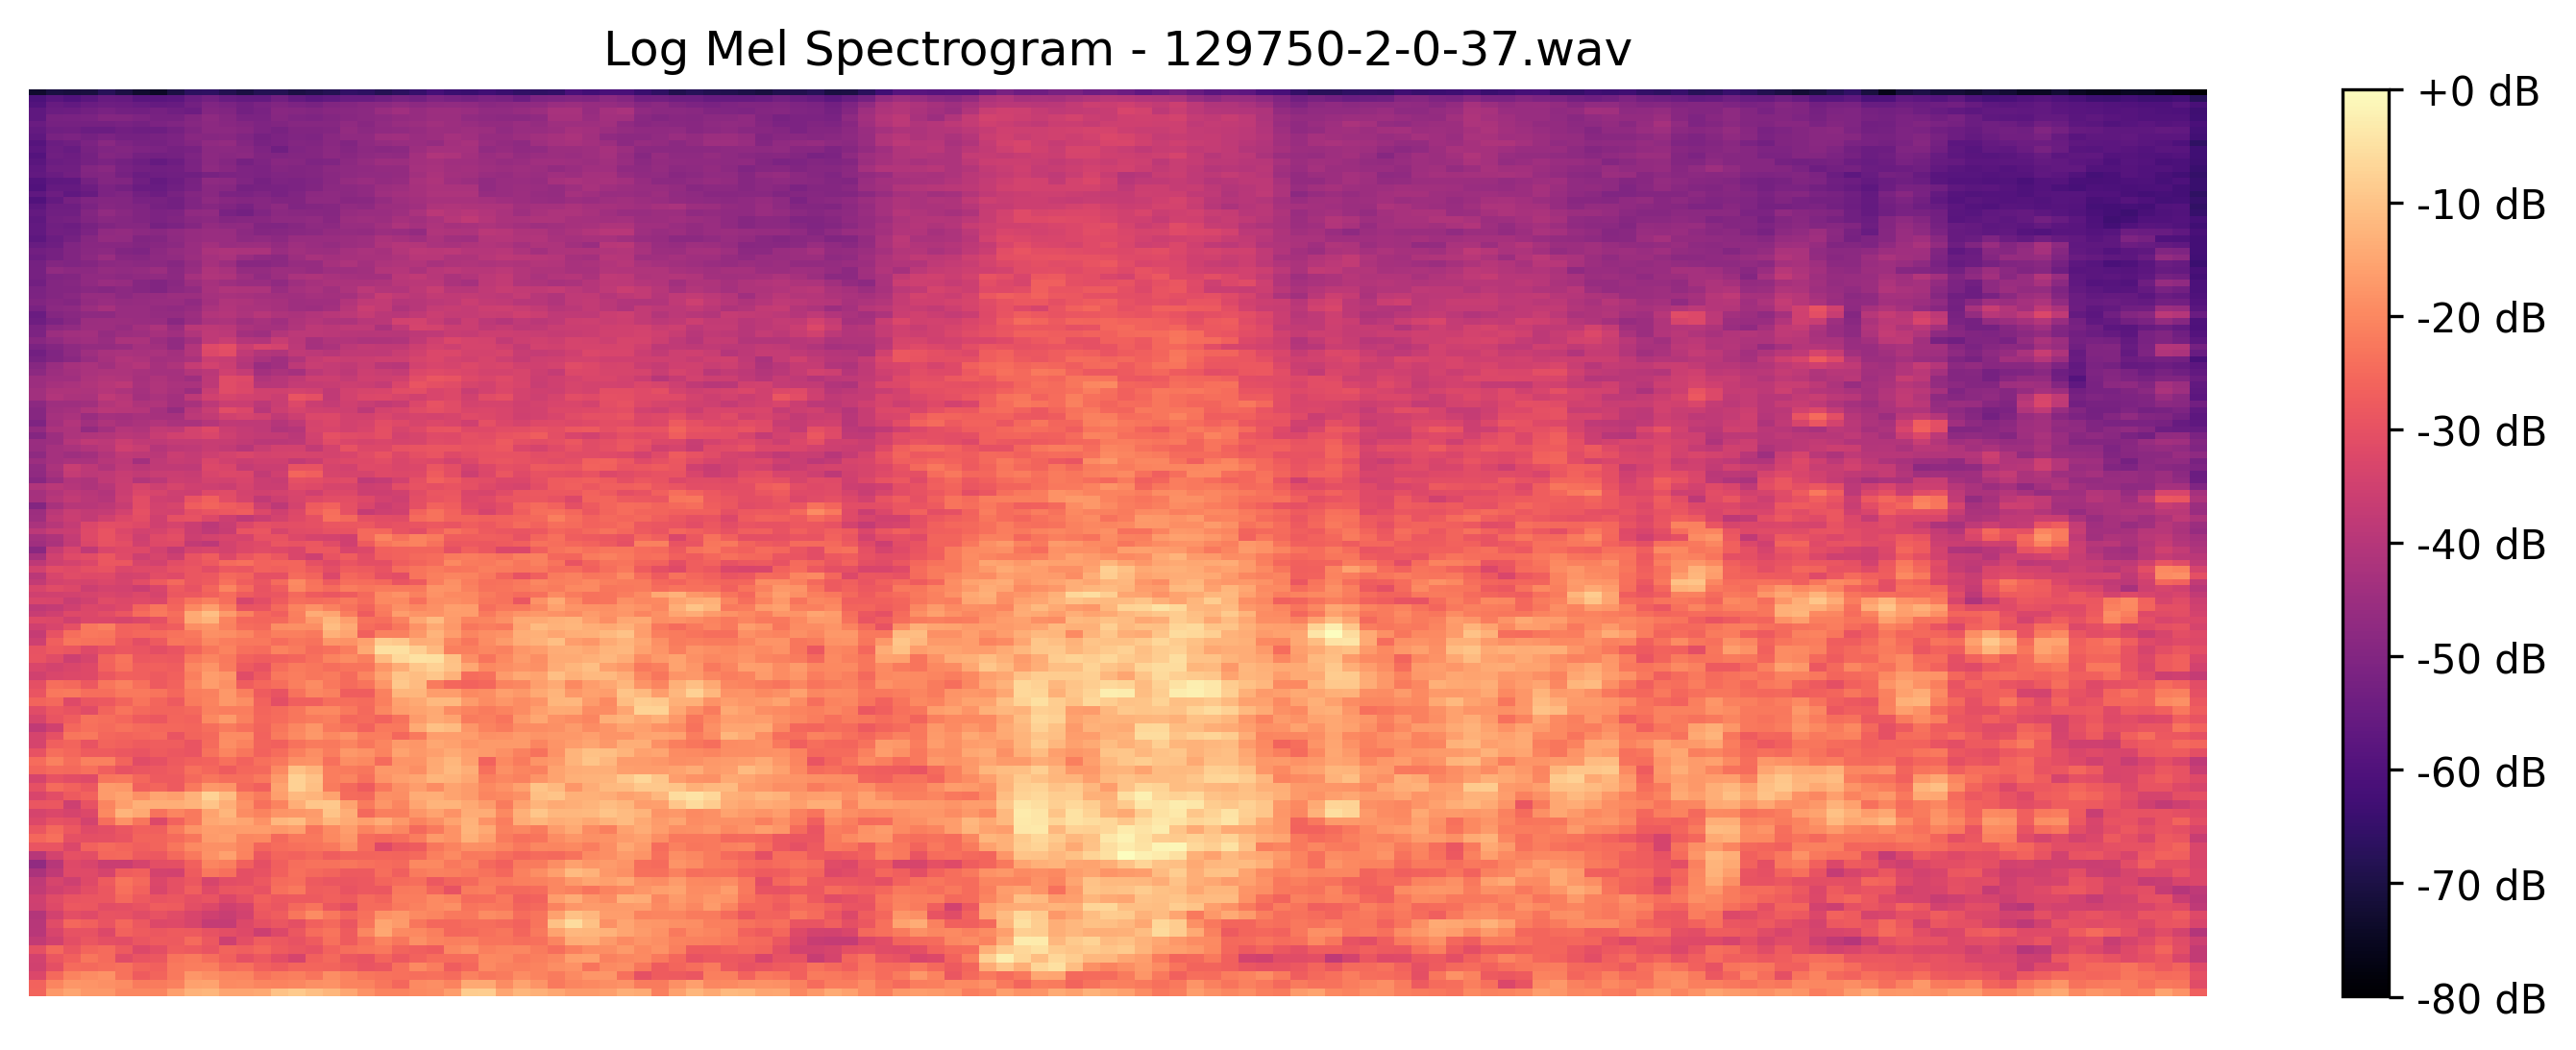 Log Mel Spectrogram - 129750-2-0-37.wav
+0 dB
-10 dB
-20 dB
-30 dB
-40 dB
-50 dB
-60 dB
-70 dB
-80 dB